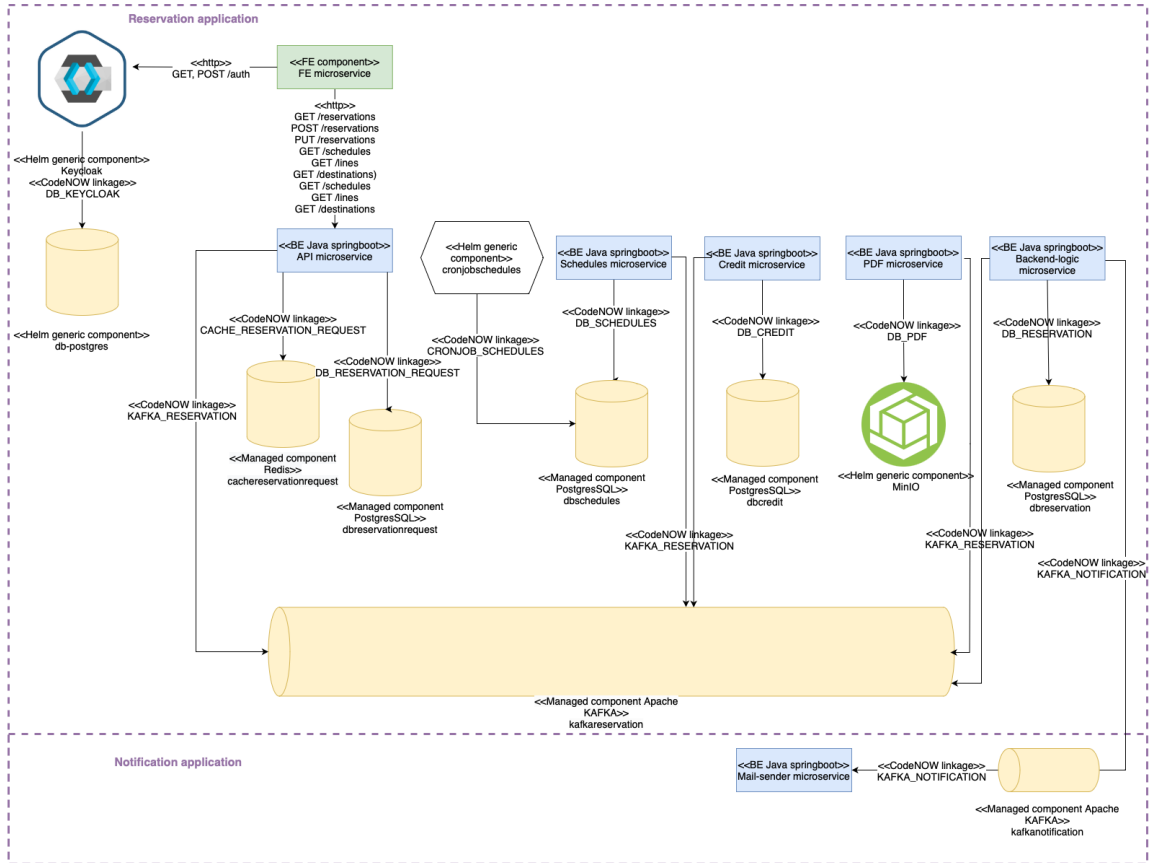 Reservation application
<<http>>
GET, POST /auth
<<FE component>>
FE microservice
<<http>>
GET /reservations
POST /reservations
PUT /reservations
GET /schedules
GET /lines
GET /destinations)
GET /schedules
GET /lines
GET /destinations
<<Helm generic component>>
Keycloak
<<CodeNOW linkage>>
DB_KEYCLOAK
<<Helm generic component>>
db-postgres
<<BE Java springboot>>
API microservice
<<Helm generic
component>>
cronjobschedules
<<BE Java springboot>>
Schedules microservice
<<BE Java springboot>>
Credit microservice
<<BE Java springboot>>
PDF microservice
<<BE Java springboot>>
Backend-logic
microservice
<<CodeNOW linkage>>
CACHE_RESERVATION_REQUEST
<<CodeNOW linkage>>
DB_RESERVATION_REQUEST
<<CodeNOW linkage>>
CRONJOB_SCHEDULES
<<CodeNOW linkage>>
DB_SCHEDULES
<<CodeNOW linkage>>
DB_CREDIT
<<CodeNOW linkage>>
DB_PDF
<<CodeNOW linkage>>
DB_RESERVATION
<<CodeNOW linkage>>
KAFKA_RESERVATION
<<Managed component
Redis>>
cachereservationrequest
<<Managed component
PostgresSQL>>
dbreservationrequest
<<Managed component
PostgresSQL>>
dbschedules
<<Managed component
PostgresSQL>>
dbcredit
<<Helm generic component>>
MinIO
<<Managed component
PostgresSQL>>
dbreservation
<<CodeNOW linkage>>
KAFKA_RESERVATION
<<CodeNOW linkage>>
KAFKA_RESERVATION
<<CodeNOW linkage>>
KAFKA_NOTIFICATION
<<Managed component Apache
KAFKA>>
kafkareservation
Notification application
<<BE Java springboot>>
Mail-sender microservice
<<CodeNOW linkage>>
KAFKA_NOTIFICATION
<<Managed component Apache
KAFKA>>
kafkanotification